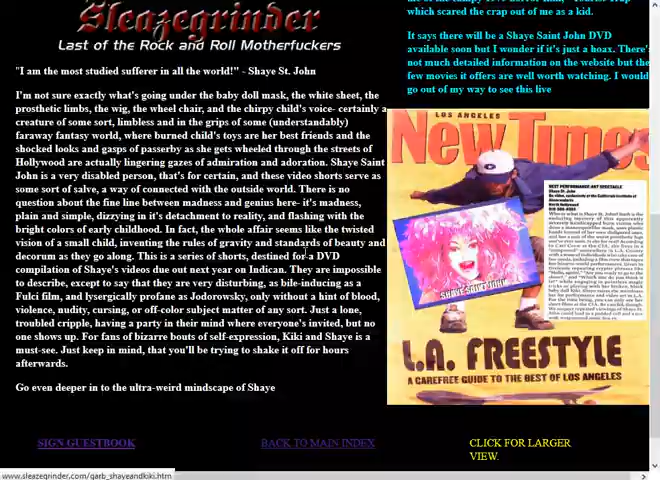 Sleazegrinder
Last of the Rock and Roll Motherfuckers
"I am the most studied sufferer in all the world!" - Shaye St. John
I'm not sure exactly what's going under the baby doll mask, the white sheet, the
prosthetic limbs, the wig, the wheel chair, and the chirpy child's voice- certainly a
creature of some sort, limbless and in the grips of some (understandably)
faraway fantasy world, where burned child's toys are her best friends and the
shocked looks and gasps of passerby as she gets wheeled through the streets of
Hollywood are actually lingering gazes of admiration and adoration. Shaye Saint
John is a very disabled person, that's for certain, and these video shorts serve as
some sort of salve, a way of connected with the outside world. There is no
question about the fine line between madness and genius here- it's madness,
plain and simple, dizzying in it's detachment to reality, and flashing with the
bright colors of early childhood. In fact, the whole affair seems like the twisted
vision of a small child, inventing the rules of gravity and standards of beauty and
decorum as they go along. This is a series of shorts, destined for a DVD
compilation of Shaye's videos due out next year on Indican. They are impossible
to describe, except to say that they are very disturbing, as bile-inducing as a
Fulci film, and lysergically profane as Jodorowsky, only without a hint of blood,
violence, nudity, cursing, or off-color subject matter of any sort. Just a lone,
troubled cripple, having a party in their mind where everyone's invited, but no
one shows up. For fans of bizarre bouts of self-expression, Kiki and Shaye is a
must-see. Just keep in mind, that you'll be trying to shake it off for hours
afterwards.
Go even deeper in to the ultra-weird mindscape of Shaye
which scared the crap out of me as a kid.
It says there will be a Shaye Saint John DVD
available soon but I wonder if it's just a hoax. There's
not much detailed information on the website but the
few movies it offers are well worth watching. I would
go out of my way to see this live
LOS ANGELES
New Times
BEST PERFORMANCE ART SPECTACLE
Shaye St. John
SHAYE SAINT JOHN
L.A. FREESTYLE
A CAREFREE GUIDE TO THE BEST OF LOS ANGELES
SIGN GUESTBOOK
BACK TO MAIN INDEX
CLICK FOR LARGER
VIEW.
www.sleazegrinder.com/garb_shayeandkiki.htm